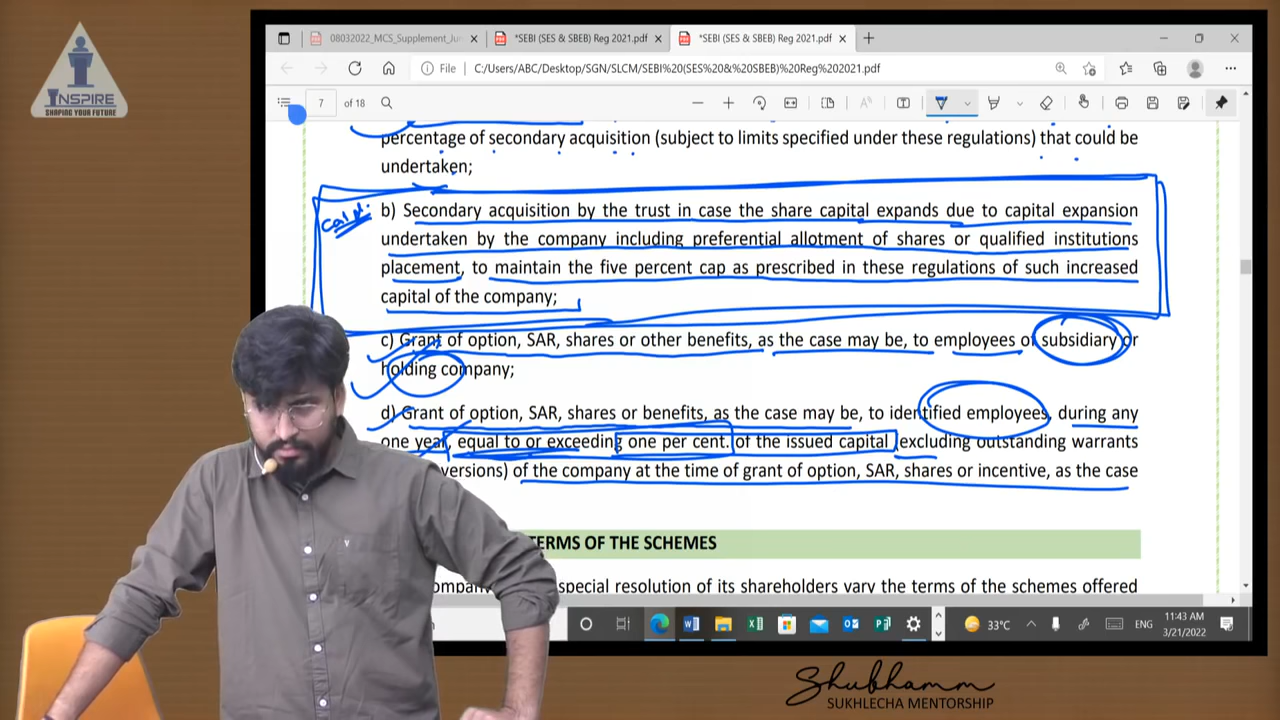 INSPIRE
SHAPING YOUR FUTURE
08032022_MCS_Supplement_Ju
*SEBI (SES & SBEB) Reg 2021.pdf
*SEBI (SES & SBEB) Reg 2021.pdf
File
C:/Users/ABC/Desktop/SGN/SLCM/SEBI%20(SES%20&%20SBEB)%20Reg%202021.pdf
7 of 18
percentage of secondary acquisition (subject to limits specified under these regulations) that could be
undertaken;
b) Secondary acquisition by the trust in case the share capital expands due to capital expansion
undertaken by the company including preferential allotment of shares or qualified institutions
placement, to maintain the five percent cap as prescribed in these regulations of such increased
capital of the company;
c) Grant of option, SAR, shares or other benefits, as the case may be, to employees of subsidiary or
holding company;
d) Grant of option, SAR, shares or benefits, as the case may be, to identified employees, during any
one year, equal to or exceeding one per cent. of the issued capital (excluding outstanding warrants
versions) of the company at the time of grant of option, SAR, shares or incentive, as the case
TERMS OF THE SCHEMES
special resolution of its shareholders vary the terms of the schemes offered
33°C
ENG
11:43 AM
3/21/2022
Shubhamm
SUKHLECHA MENTORSHIP